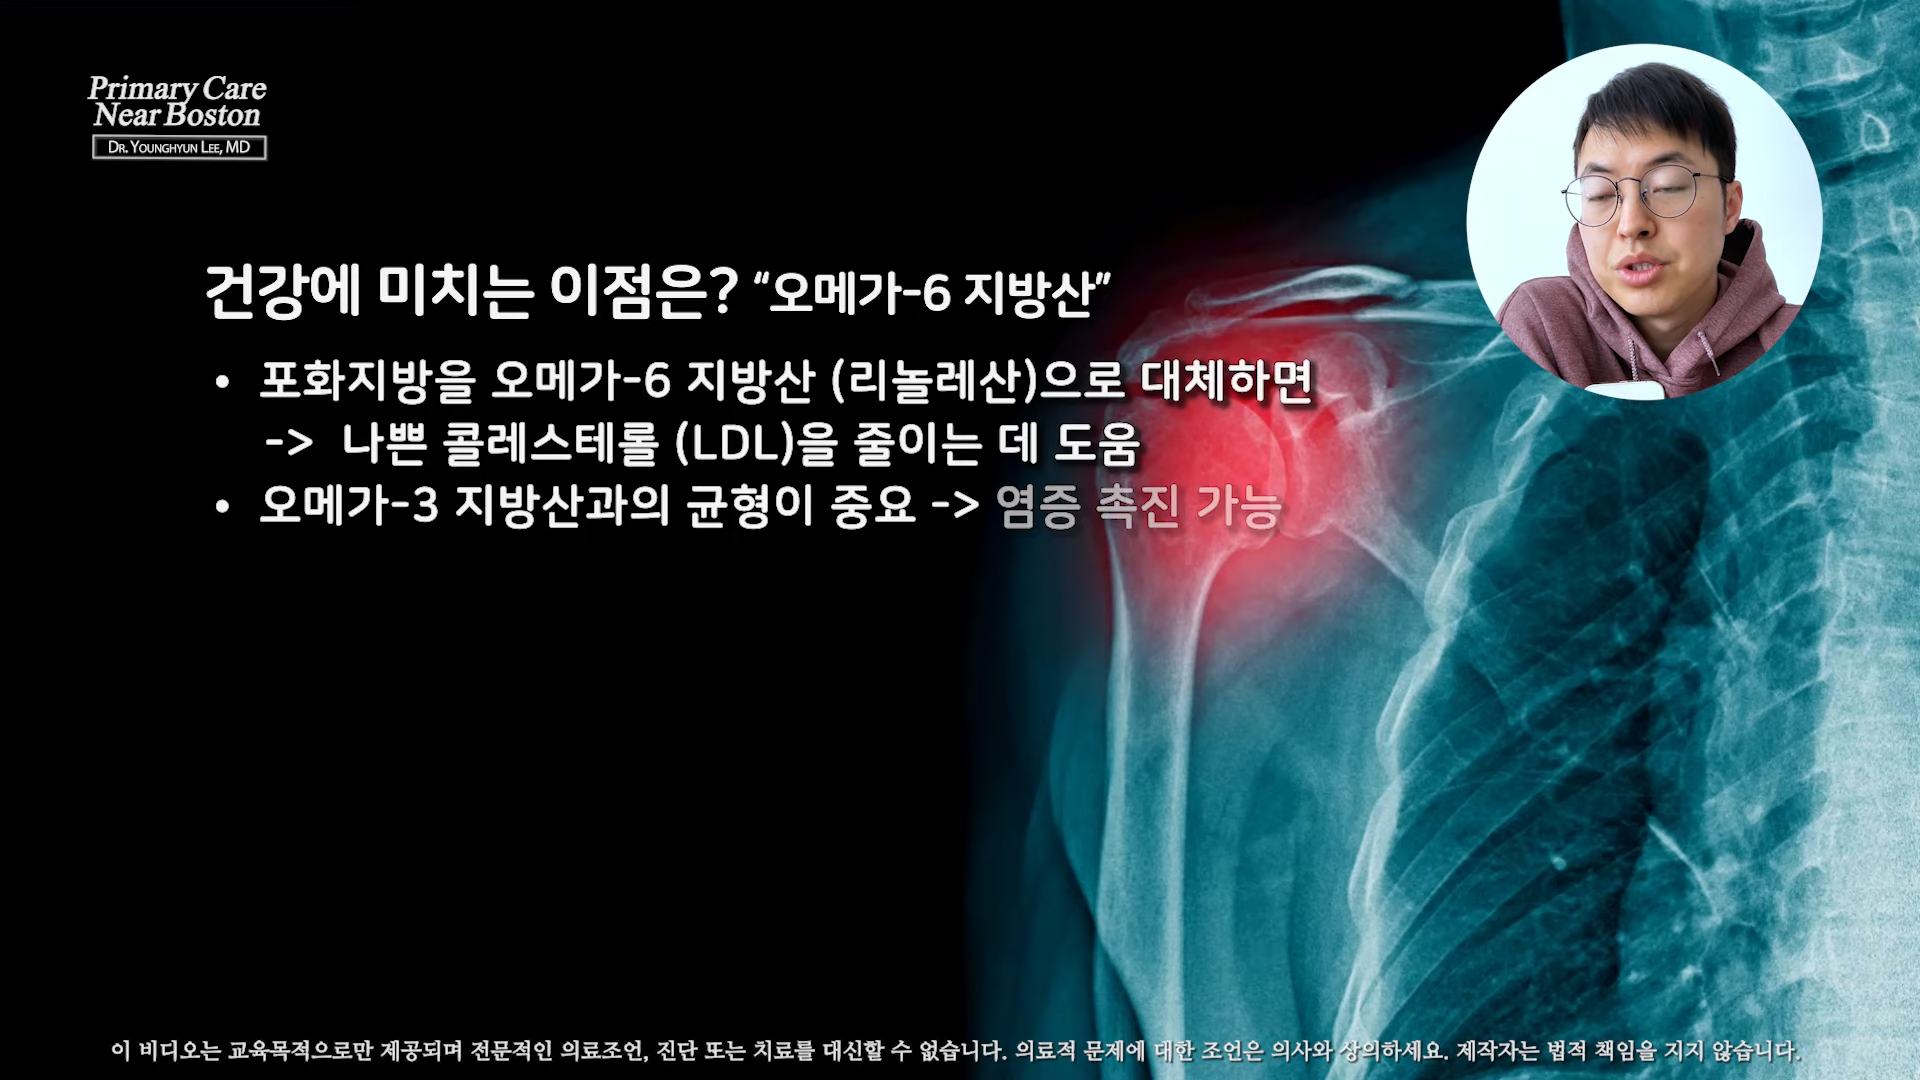 Primary Care
Near Boston
DR. YOUNGHYUN LEE, MD
건강에 미치는 이점은? “오메가-6 지방산”
• 포화지방을 오메가-6 지방산 (리놀레산)으로 대체하면
-> 나쁜 콜레스테롤 (LDL)을 줄이는 데 도움
• 오메가-3 지방산과의 균형이 중요 -> 염증 촉진 가능
이 비디오는 교육목적으로만 제공되며 전문적인 의료조언, 진단 또는 치료를 대신할 수 없습니다. 의료적 문제에 대한 조언은 의사와 상의하세요. 제작자는 법적 책임을 지지 않습니다.